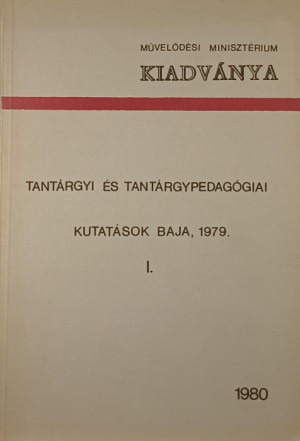 MŰVELŐDÉSI MINISZTÉRIUM
KIADVÁNYA
TANTÁRGYI ÉS TANTÁRGYPEDAGÓGIAI
KUTATÁSOK BAJA, 1979.
I.
1980